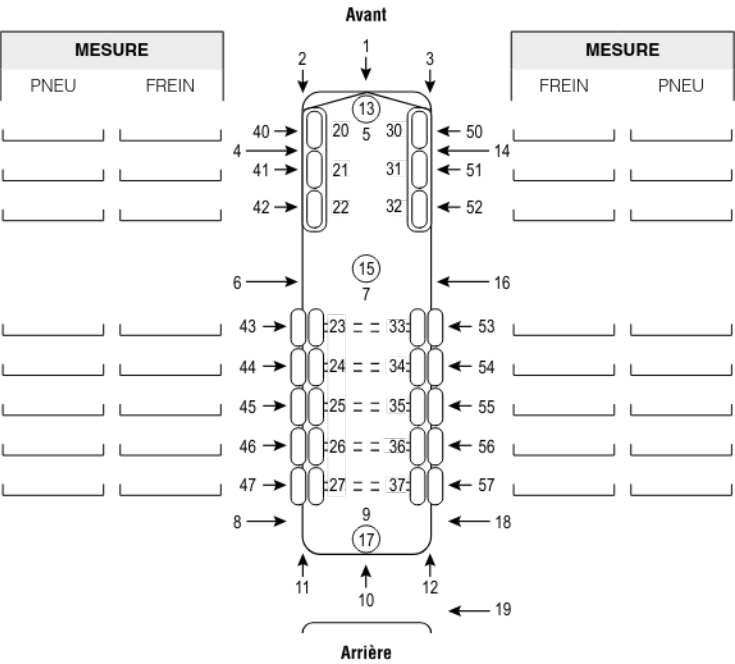 Avant
MESURE
PNEU FREIN
MESURE
FREIN PNEU
2 1 3
13
40 20 5 30 50
4 14
41 21 31 51
42 22 32 52
15
6 16
7
43 23 33 53
44 24 34 54
45 25 35 55
46 26 36 56
47 27 37 57
9
8 18
17
11 10 12
19
Arrière